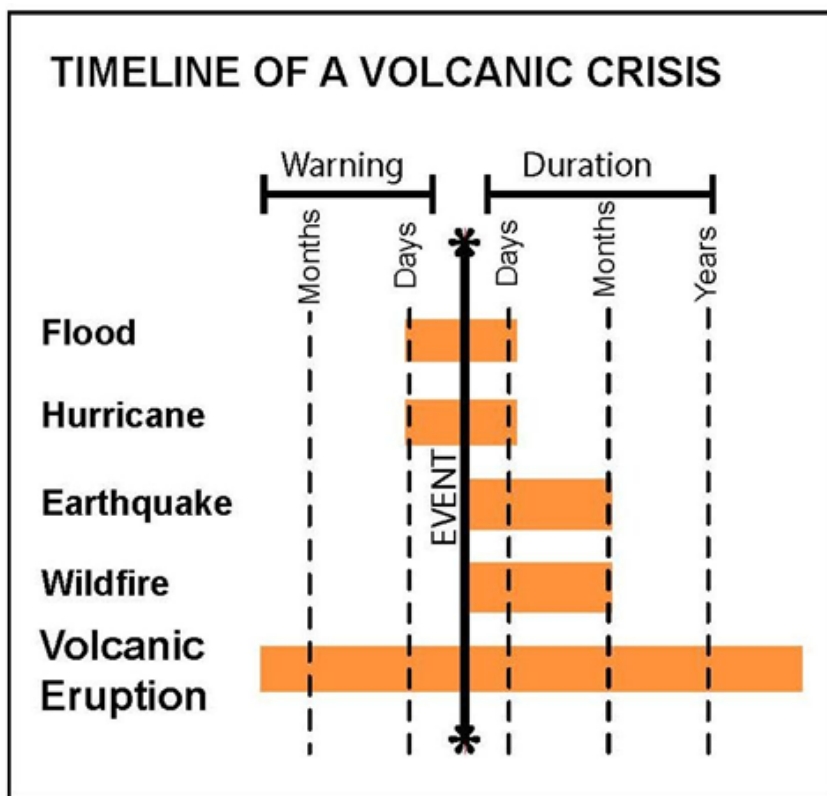 TIMELINE OF A VOLCANIC CRISIS
Warning
Duration
Months
Days
Days
Months
Years
Flood
Hurricane
EVENT
Earthquake
Wildfire
Volcanic
Eruption